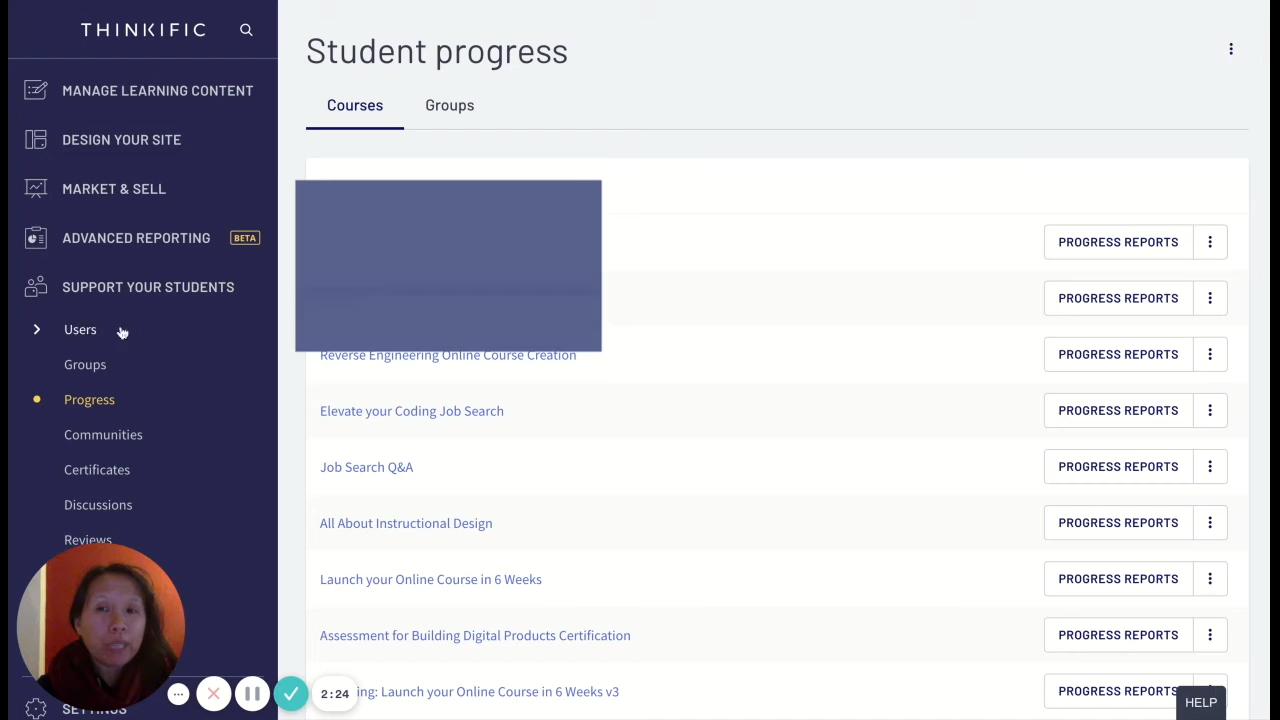 THINKIFIC
MANAGE LEARNING CONTENT
DESIGN YOUR SITE
MARKET & SELL
ADVANCED REPORTING BETA
SUPPORT YOUR STUDENTS
Users
Groups
Progress
Communities
Certificates
Discussions
Reviews
SETTINGS
2:24
Student progress
Courses Groups
PROGRESS REPORTS
PROGRESS REPORTS
Reverse Engineering Online Course Creation PROGRESS REPORTS
Elevate your Coding Job Search PROGRESS REPORTS
Job Search Q&A PROGRESS REPORTS
All About Instructional Design PROGRESS REPORTS
Launch your Online Course in 6 Weeks PROGRESS REPORTS
Assessment for Building Digital Products Certification PROGRESS REPORTS
ing: Launch your Online Course in 6 Weeks v3 PROGRESS REPORTS
HELP